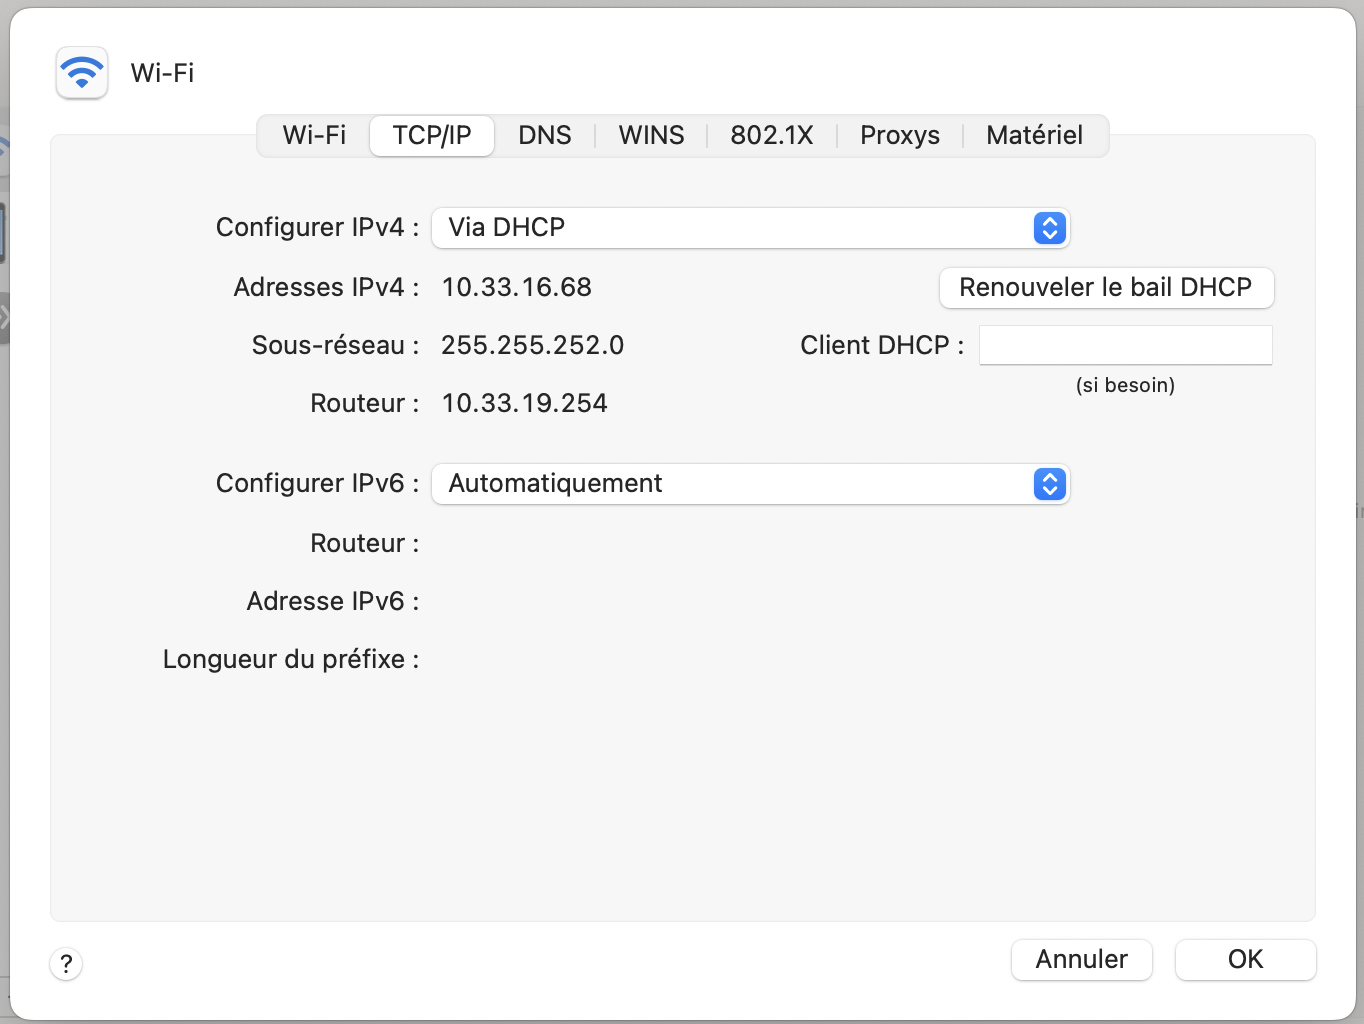 Wi-Fi
Wi-Fi TCP/IP DNS WINS 802.1X Proxys Matériel
Configurer IPv4 : Via DHCP
Adresses IPv4 : 10.33.16.68 Renouveler le bail DHCP
Sous-réseau : 255.255.252.0 Client DHCP :
(si besoin)
Routeur : 10.33.19.254
Configurer IPv6 : Automatiquement
Routeur :
Adresse IPv6 :
Longueur du préfixe :
? Annuler OK